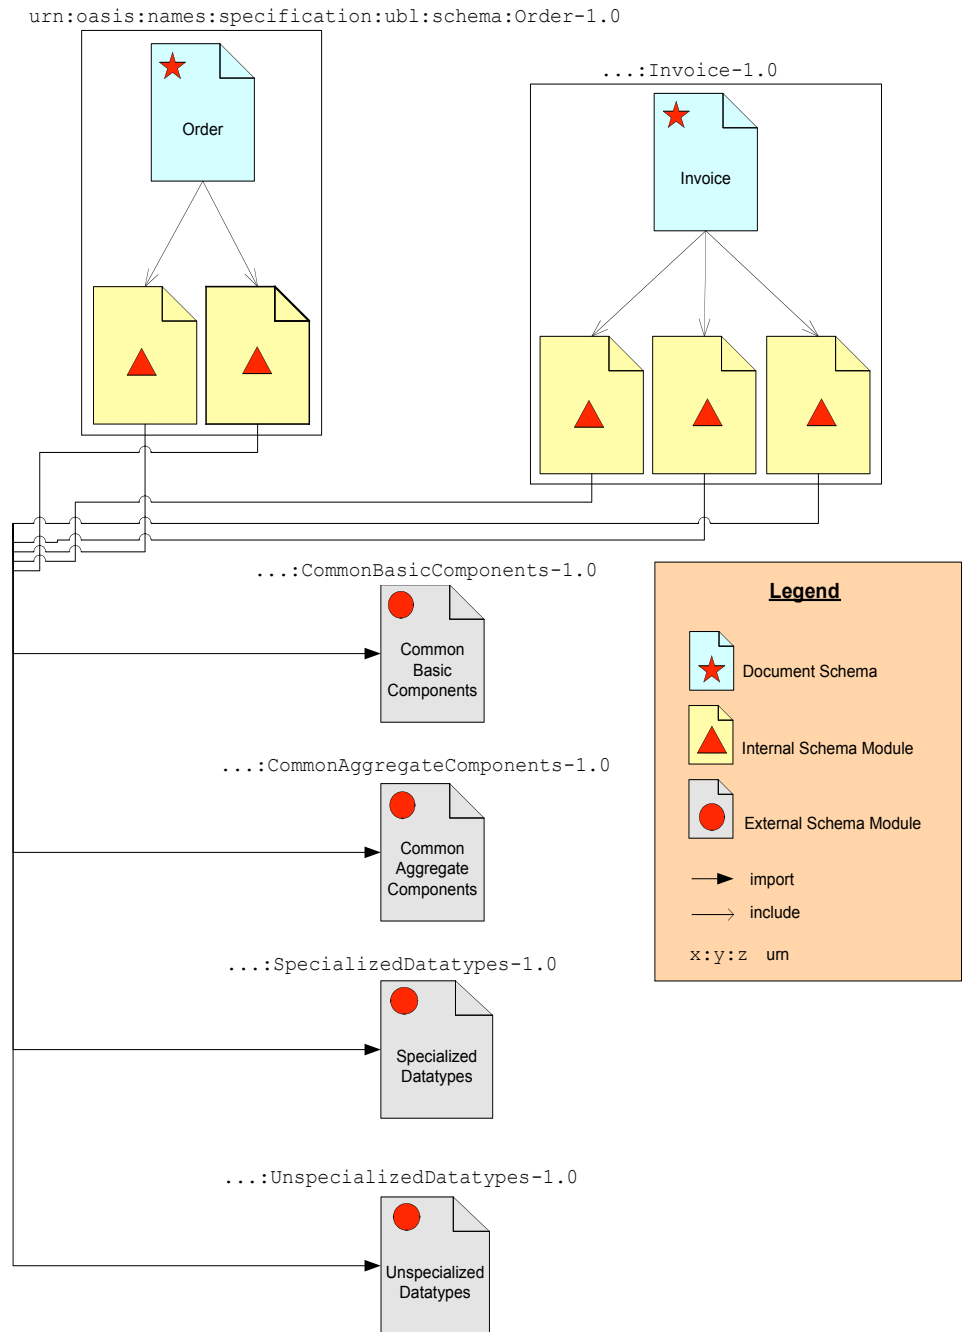 urn:oasis:names:specification:ubl:schema:Order-1.0
...:Invoice-1.0
Order
Invoice
...:CommonBasicComponents-1.0
Common
Basic
Components
...:CommonAggregateComponents-1.0
Common
Aggregate
Components
...:SpecializedDatatypes-1.0
Specialized
Datatypes
...:UnspecializedDatatypes-1.0
Unspecialized
Datatypes
Legend
Document Schema
Internal Schema Module
External Schema Module
import
include
x:y:z urn